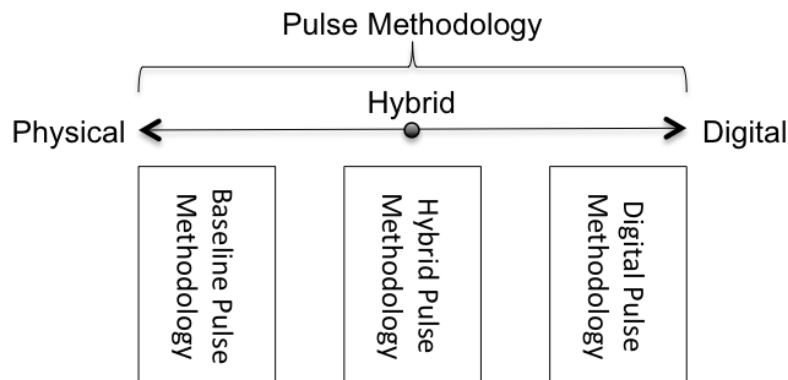 Pulse Methodology
Hybrid
Physical
Digital
Baseline Pulse
Methodology
Hybrid Pulse
Methodology
Digital Pulse
Methodology